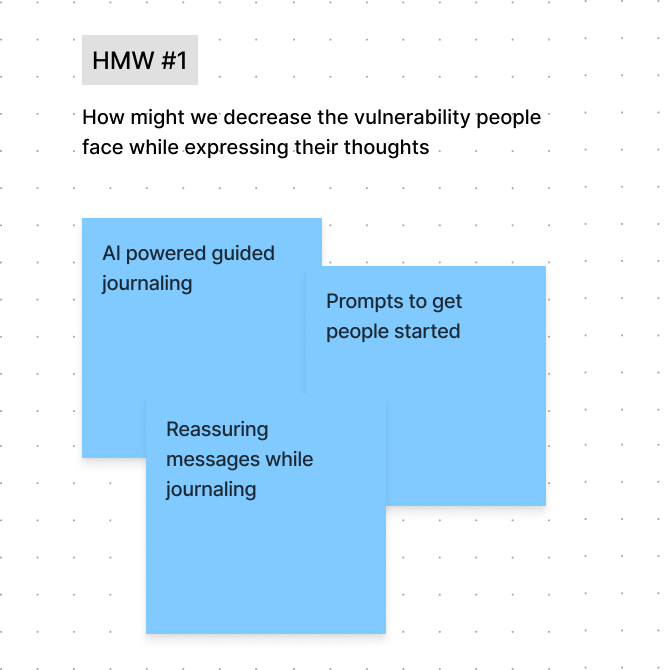 HMW #1
How might we decrease the vulnerability people
face while expressing their thoughts
AI powered guided
journaling
Prompts to get
people started
Reassuring
messages while
journaling